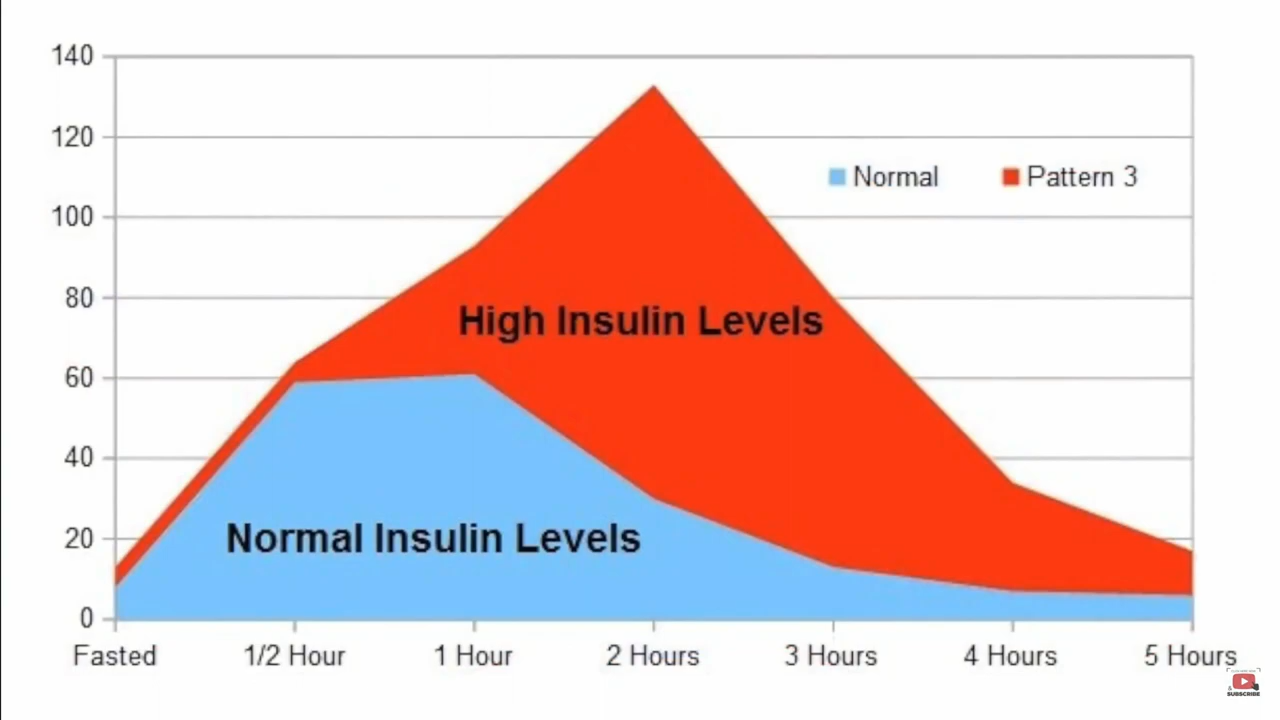 140
120
Normal Pattern 3
100
80
High Insulin Levels
60
40
Normal Insulin Levels
20
0
Fasted 1/2 Hour 1 Hour 2 Hours 3 Hours 4 Hours 5 Hours
SUBSCRIBE